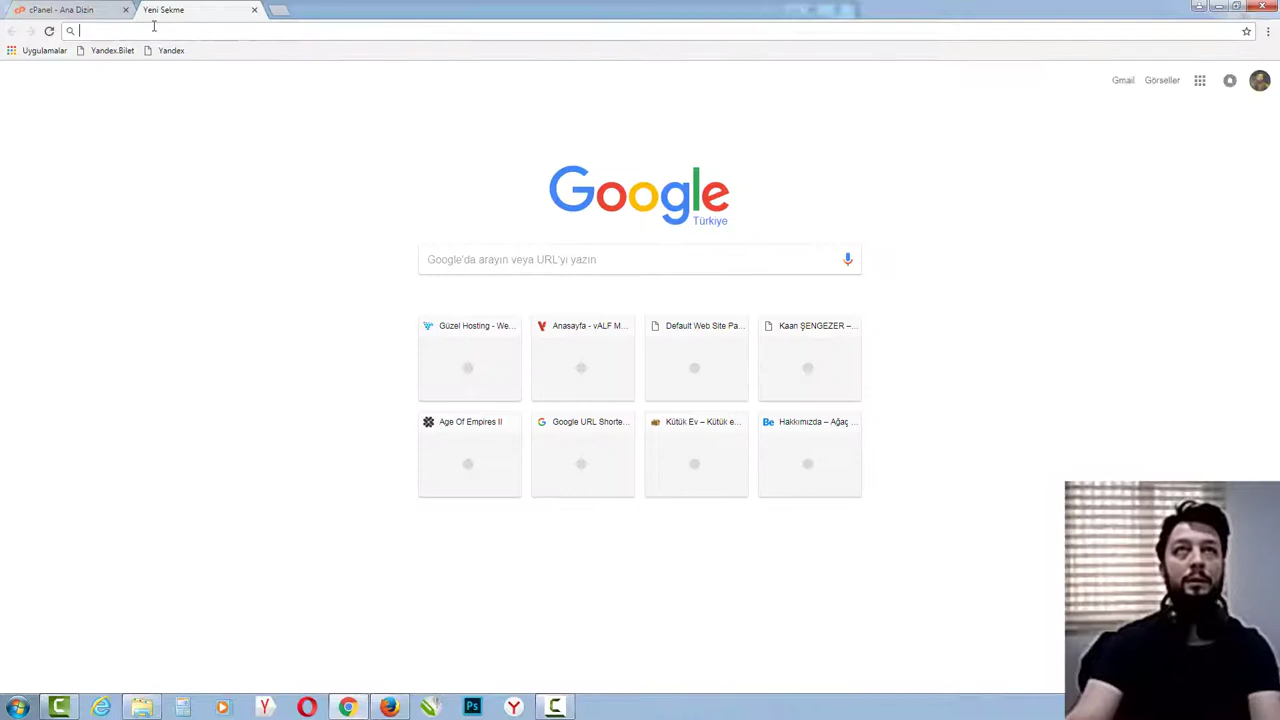 cPanel - Ana Dizin
Yeni Sekme
Uygulamalar
Yandex.Bilet
Yandex
Gmail
Görseller
Google
Türkiye
Google'da arayın veya URL'yi yazın
Güzel Hosting - We...
Anasayfa - vALF M...
Default Web Site Pa...
Kaan ŞENGEZER –...
Age Of Empires II
Google URL Shorte...
Kütük Ev – Kütük e...
Be
Hakkımızda – Ağaç ...
Ps